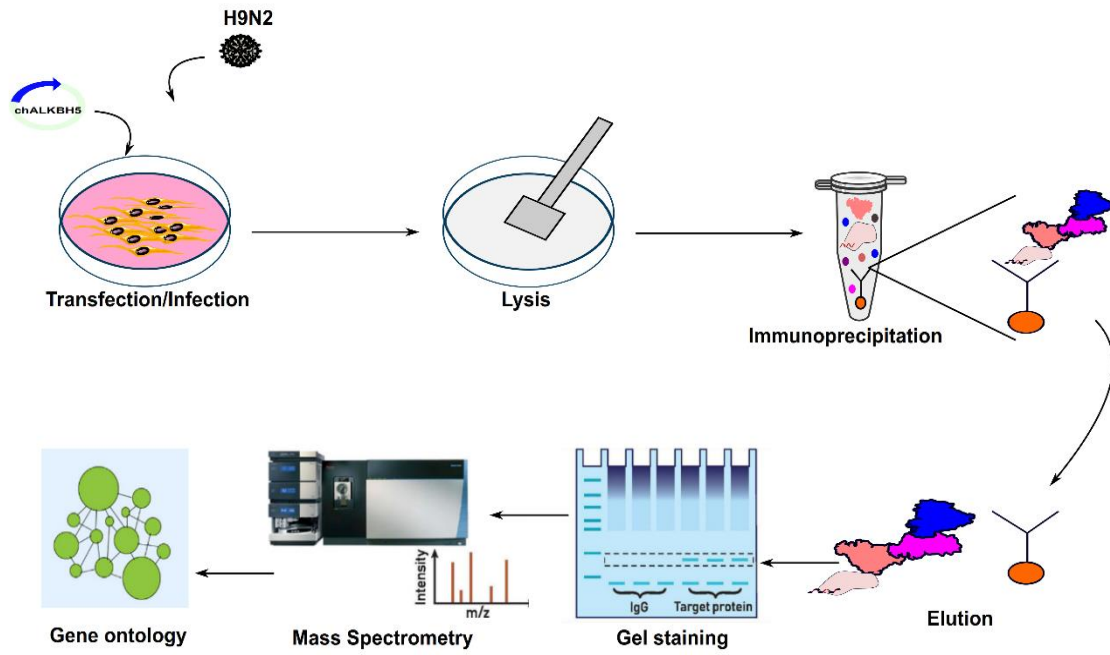 H9N2
chALKBH5
Transfection/Infection
Lysis
Immunoprecipitation
Elution
IgG
Target protein
Gel staining
Intensity
m/z
Mass Spectrometry
Gene ontology